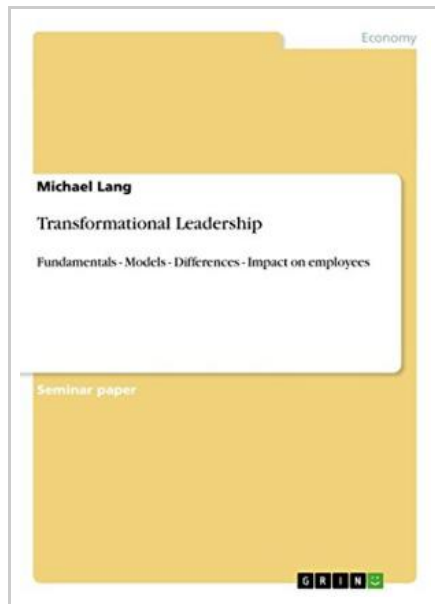 Economy
Michael Lang
Transformational Leadership
Fundamentals - Models - Differences - Impact on employees
Seminar paper
GRIN